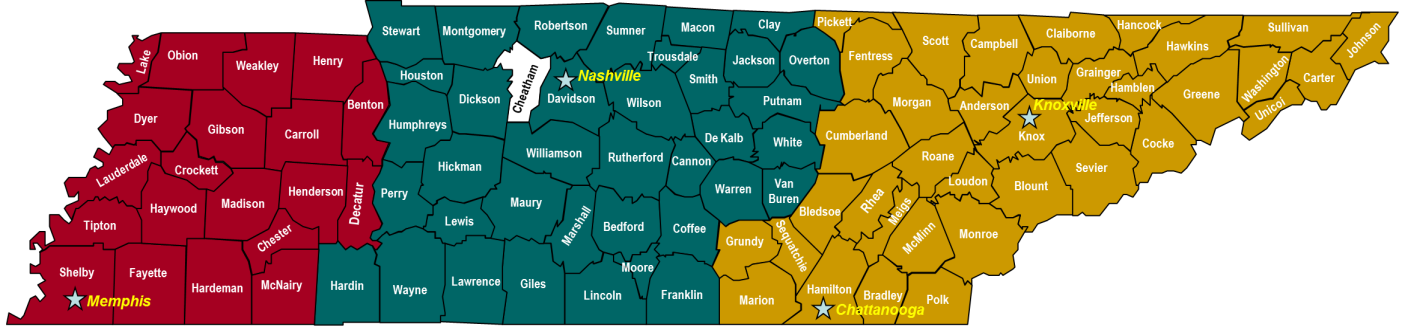 Lake
Obion
Weakley
Henry
Benton
Dyer
Gibson
Carroll
Lauderdale
Crockett
Haywood
Madison
Henderson
Decatur
Tipton
Chester
Shelby
Fayette
Hardeman
McNairy
Memphis
Stewart
Montgomery
Robertson
Sumner
Macon
Clay
Trousdale
Houston
Dickson
Cheatham
Nashville
Davidson
Wilson
Smith
Jackson
Overton
Putnam
Humphreys
Hickman
Williamson
Rutherford
De Kalb
Cannon
White
Warren
Van
Buren
Perry
Lewis
Maury
Marshall
Bedford
Coffee
Moore
Hardin
Wayne
Lawrence
Giles
Lincoln
Franklin
Pickett
Fentress
Scott
Campbell
Claiborne
Hancock
Hawkins
Sullivan
Johnson
Union
Grainger
Hamblen
Greene
Washington
Carter
Unicoi
Morgan
Anderson
Knoxville
Knox
Jefferson
Cocke
Cumberland
Roane
Loudon
Blount
Sevier
Bledsoe
Rhea
Meigs
McMinn
Monroe
Grundy
Sequatchie
Marion
Hamilton
Bradley
Polk
Chattanooga